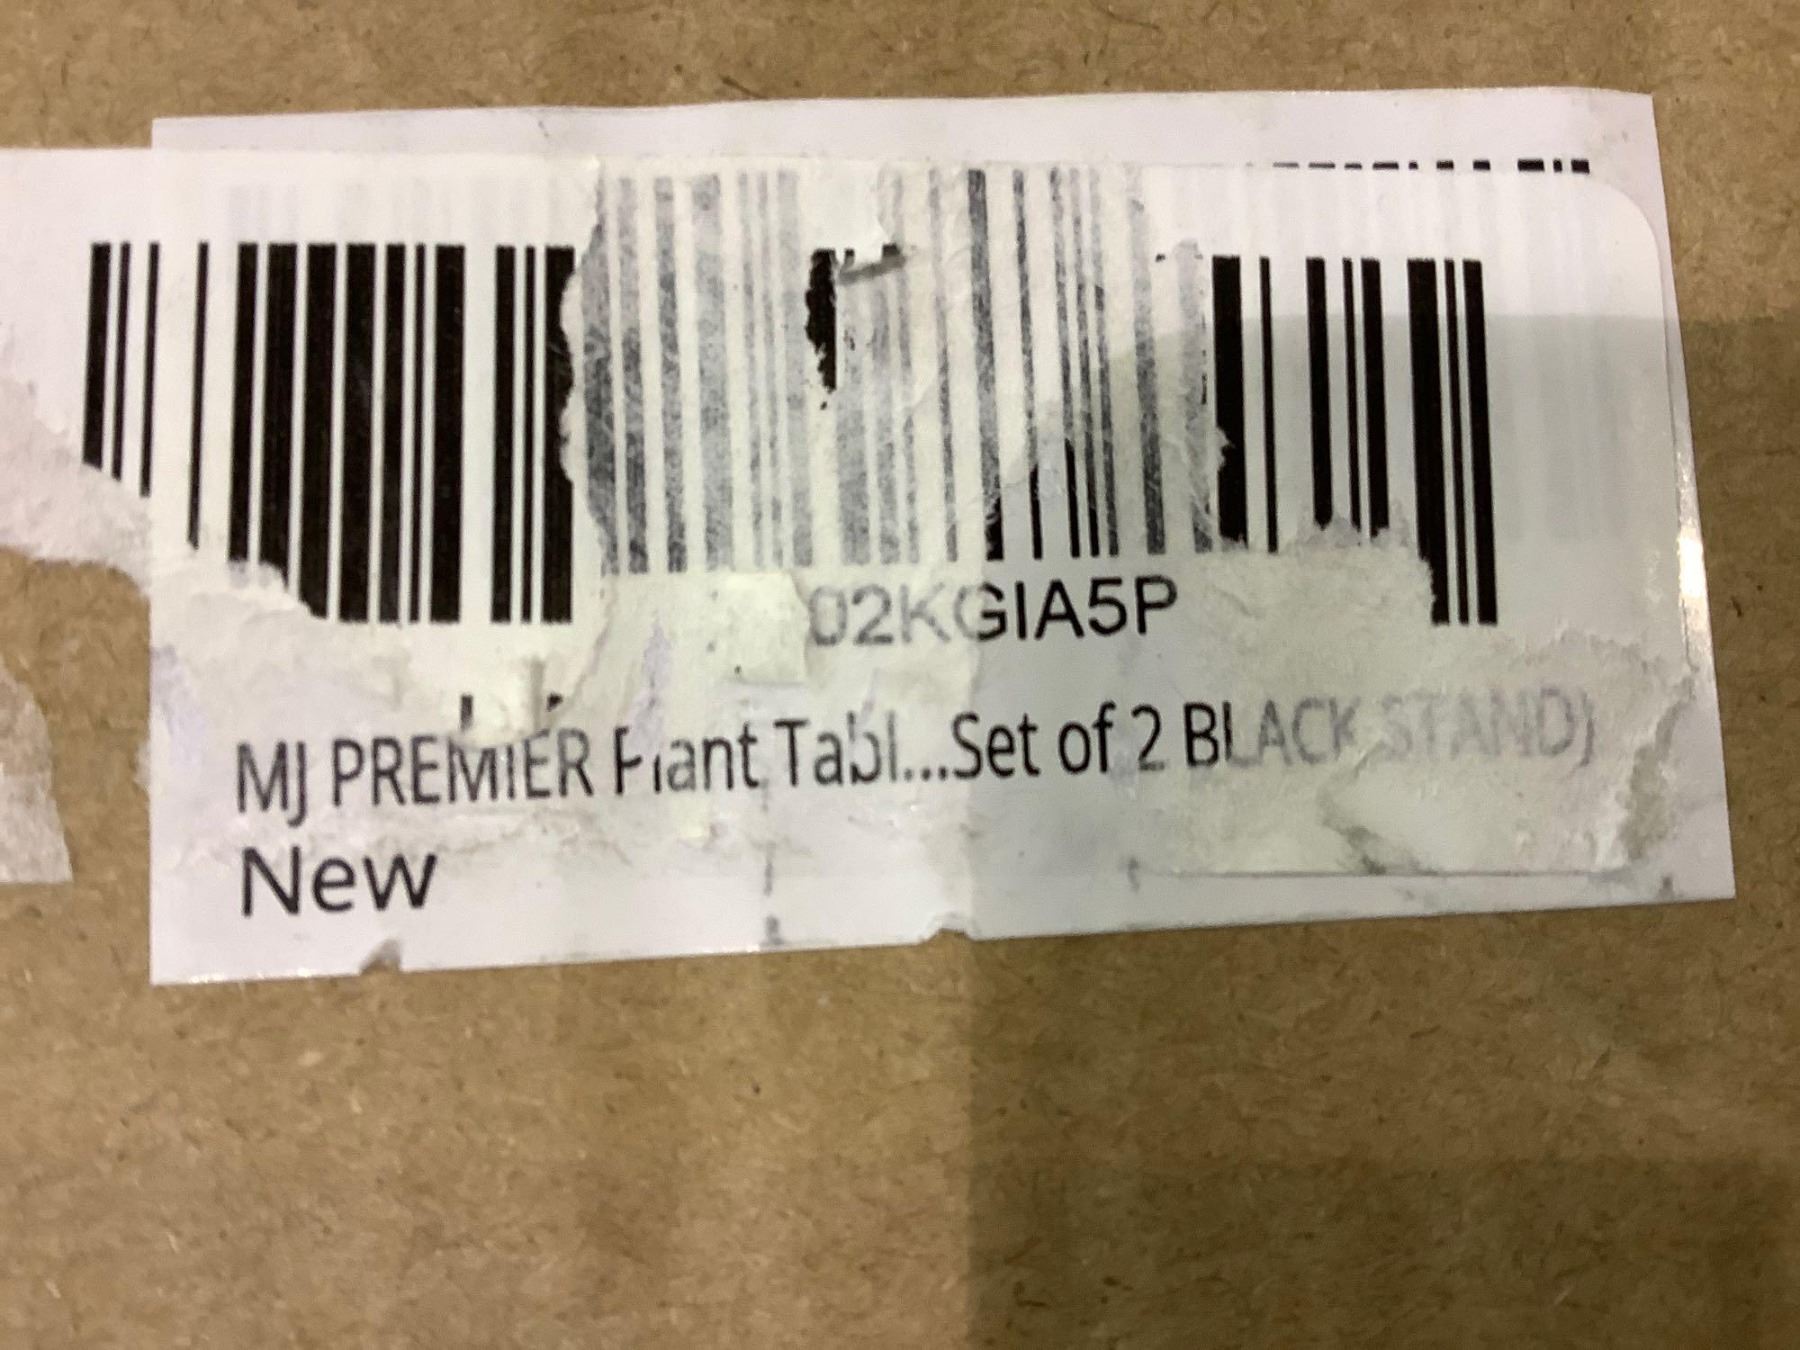 02KGIA5P
MJ PREMIER Plant Tabl...Set of 2 BLACK STAND)
New